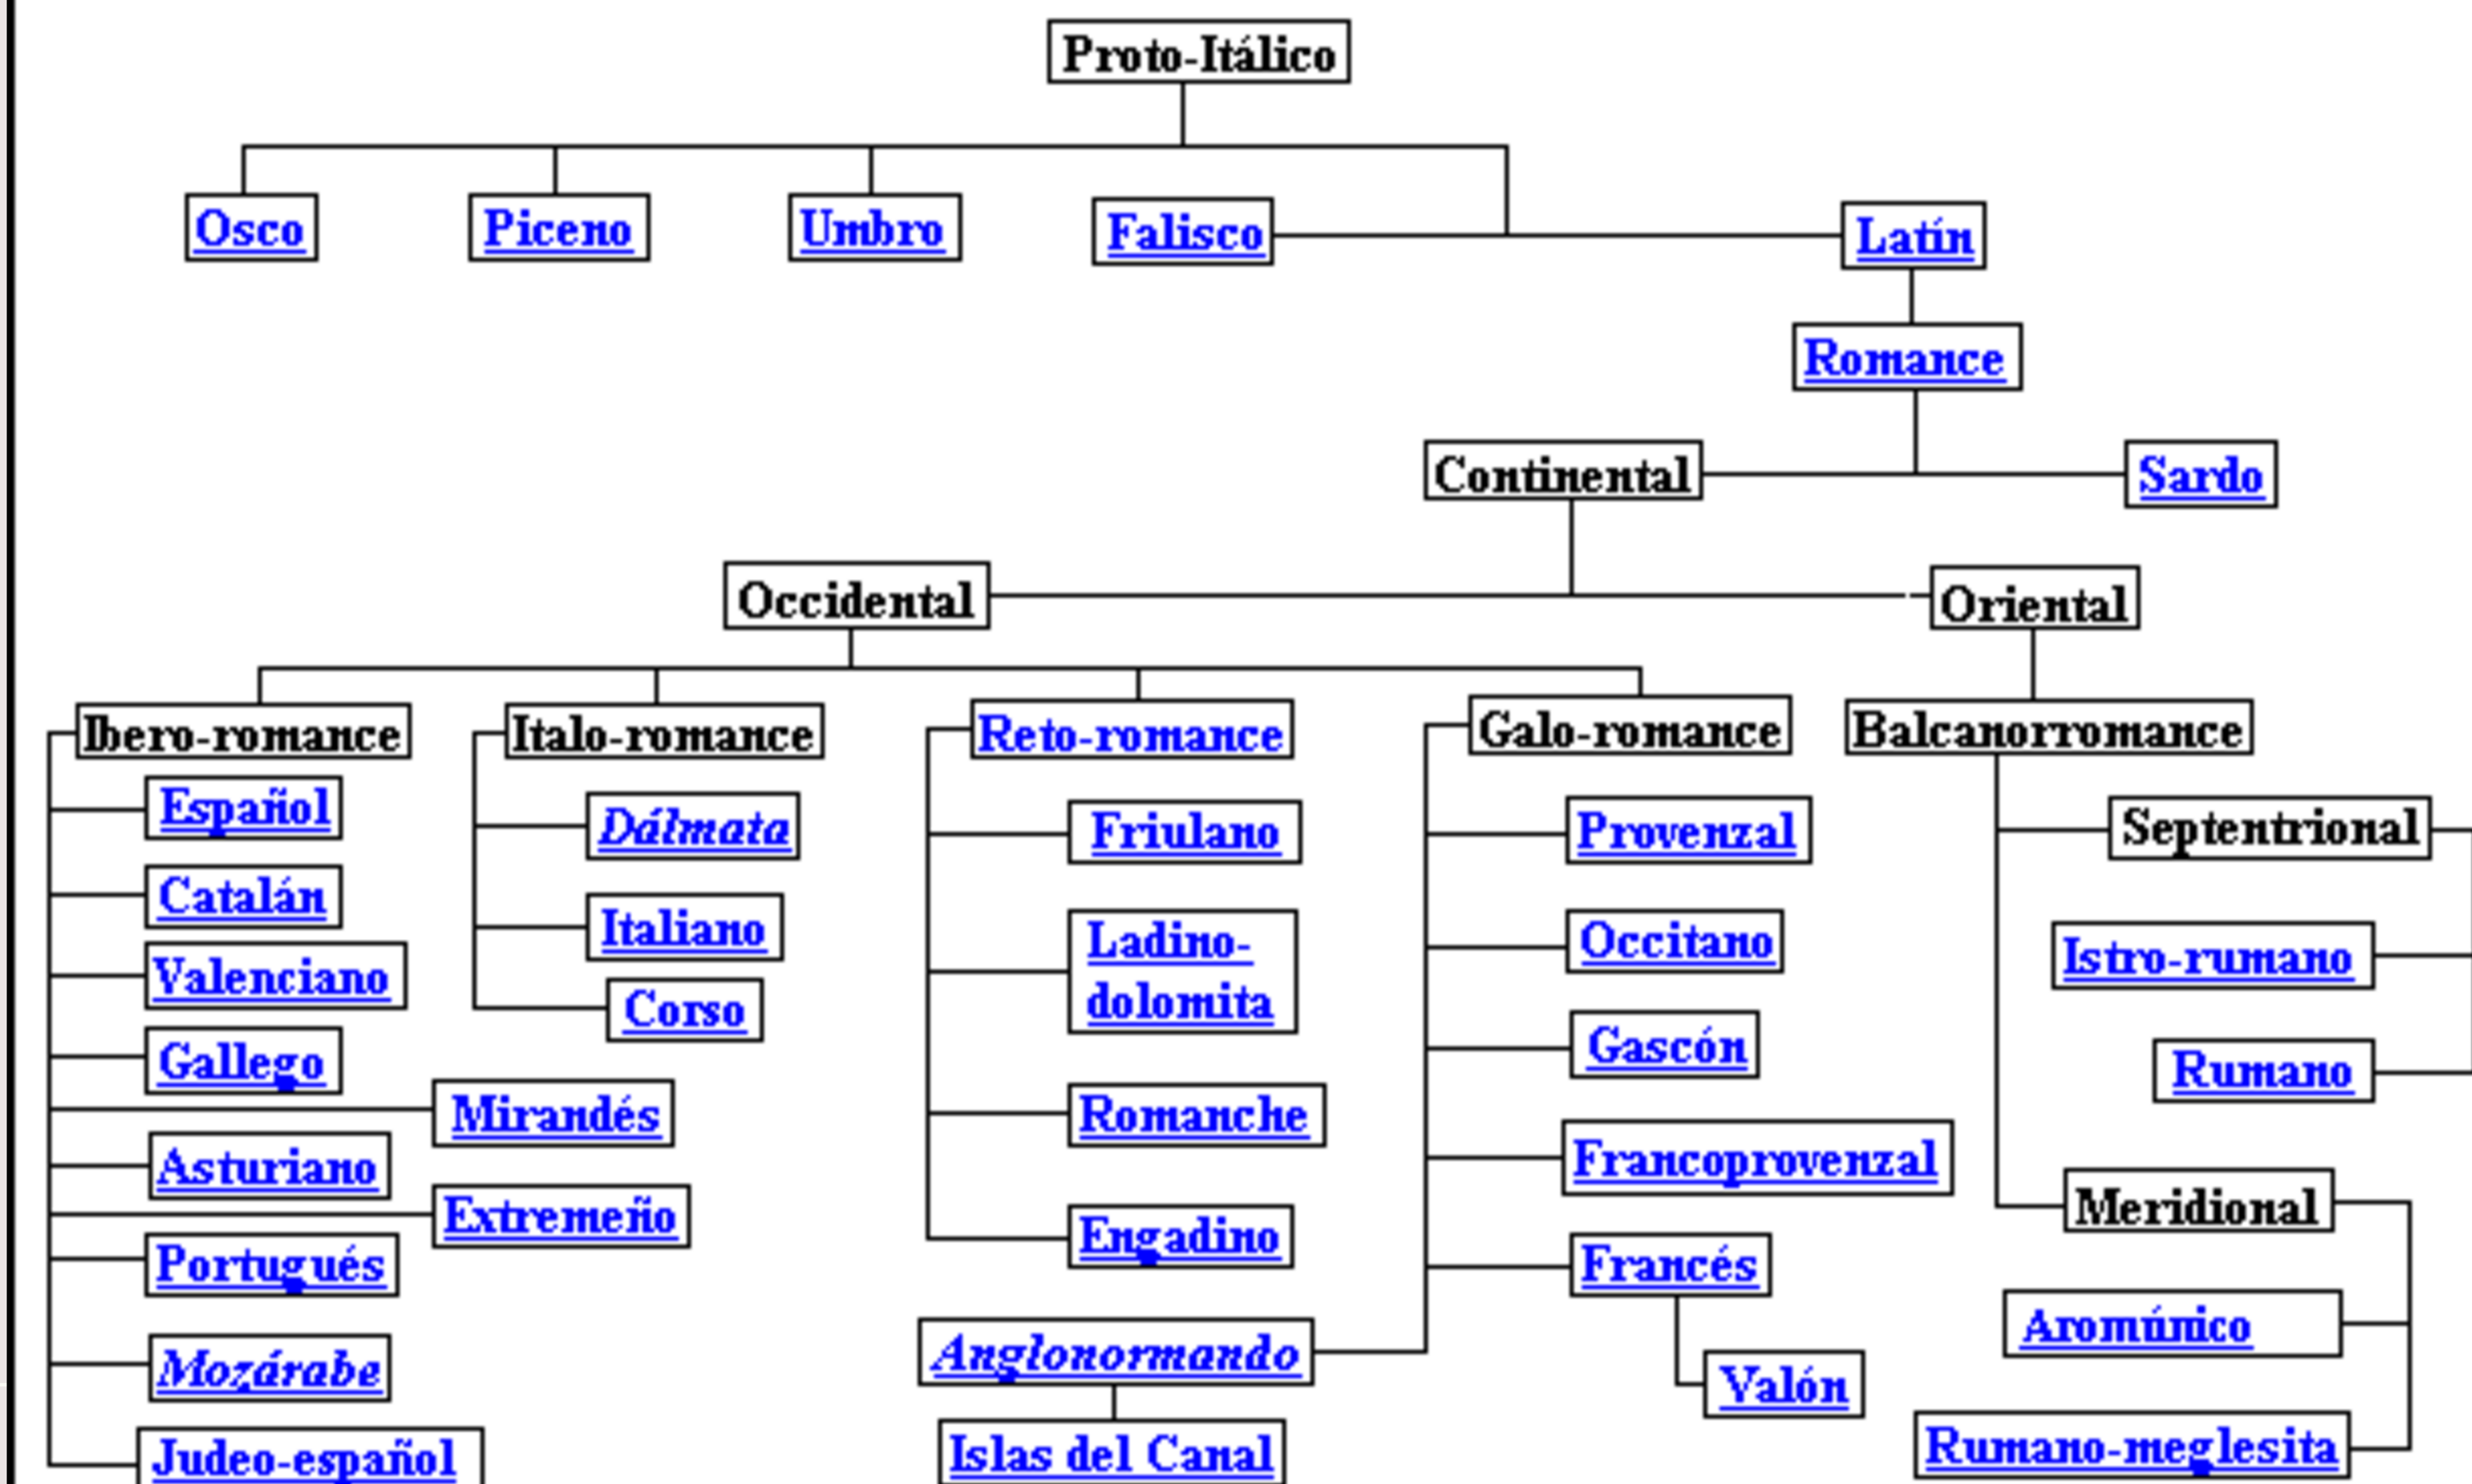 Proto-Itálico
Osco
Piceno
Umbro
Falisco
Latín
Romance
Continental
Sardo
Occidental
Oriental
Ibero-romance
Italo-romance
Reto-romance
Galo-romance
Balcanorromance
Español
Catalán
Valenciano
Gallego
Mirandés
Asturiano
Extremeño
Portugués
Mozárabe
Judeo-español
Dálmata
Italiano
Corso
Friulano
Ladino-
dolomita
Romanche
Engadino
Provenzal
Occitano
Gascón
Francoprovenzal
Francés
Valón
Anglonormando
Islas del Canal
Septentrional
Istro-rumano
Rumano
Meridional
Aromúnico
Rumano-meglesita